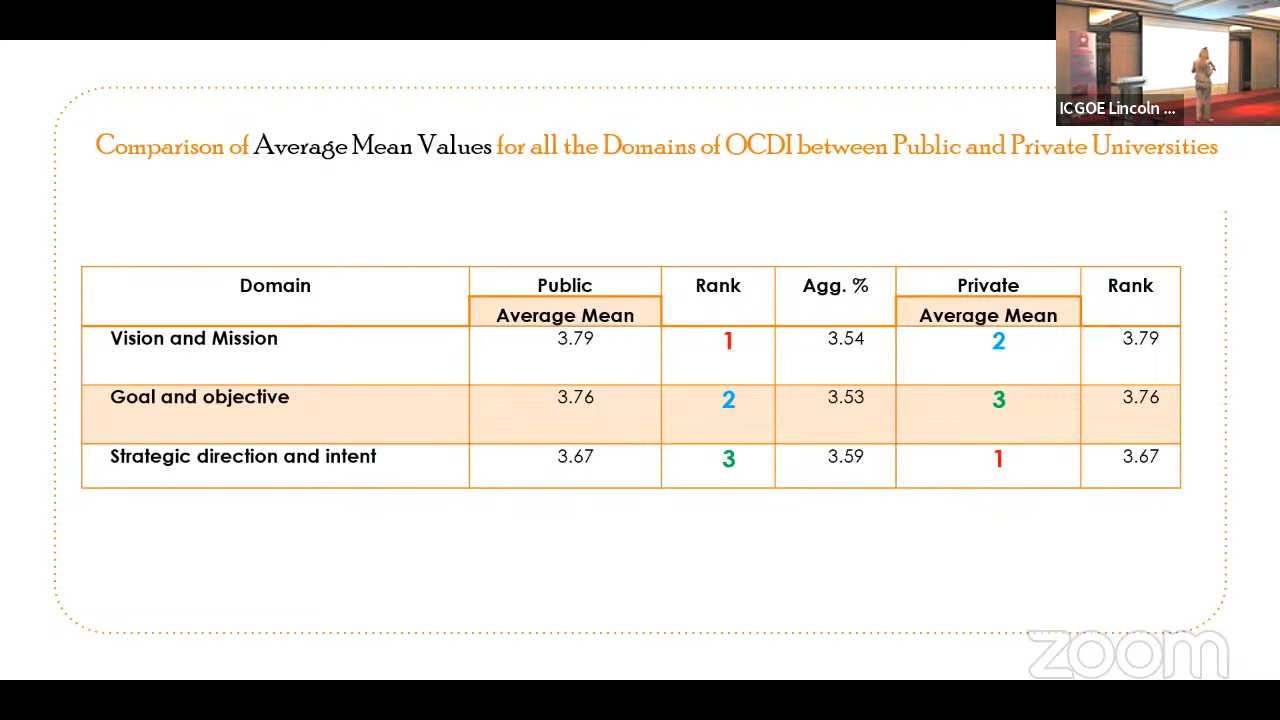 ICGOE Lincoln ...
Comparison of Average Mean Values for all the Domains of OCDI between Public and Private Universities
Domain Public Rank Agg. % Private Rank
Average Mean Average Mean
Vision and Mission 3.79 1 3.54 2 3.79
Goal and objective 3.76 2 3.53 3 3.76
Strategic direction and intent 3.67 3 3.59 1 3.67
zoom